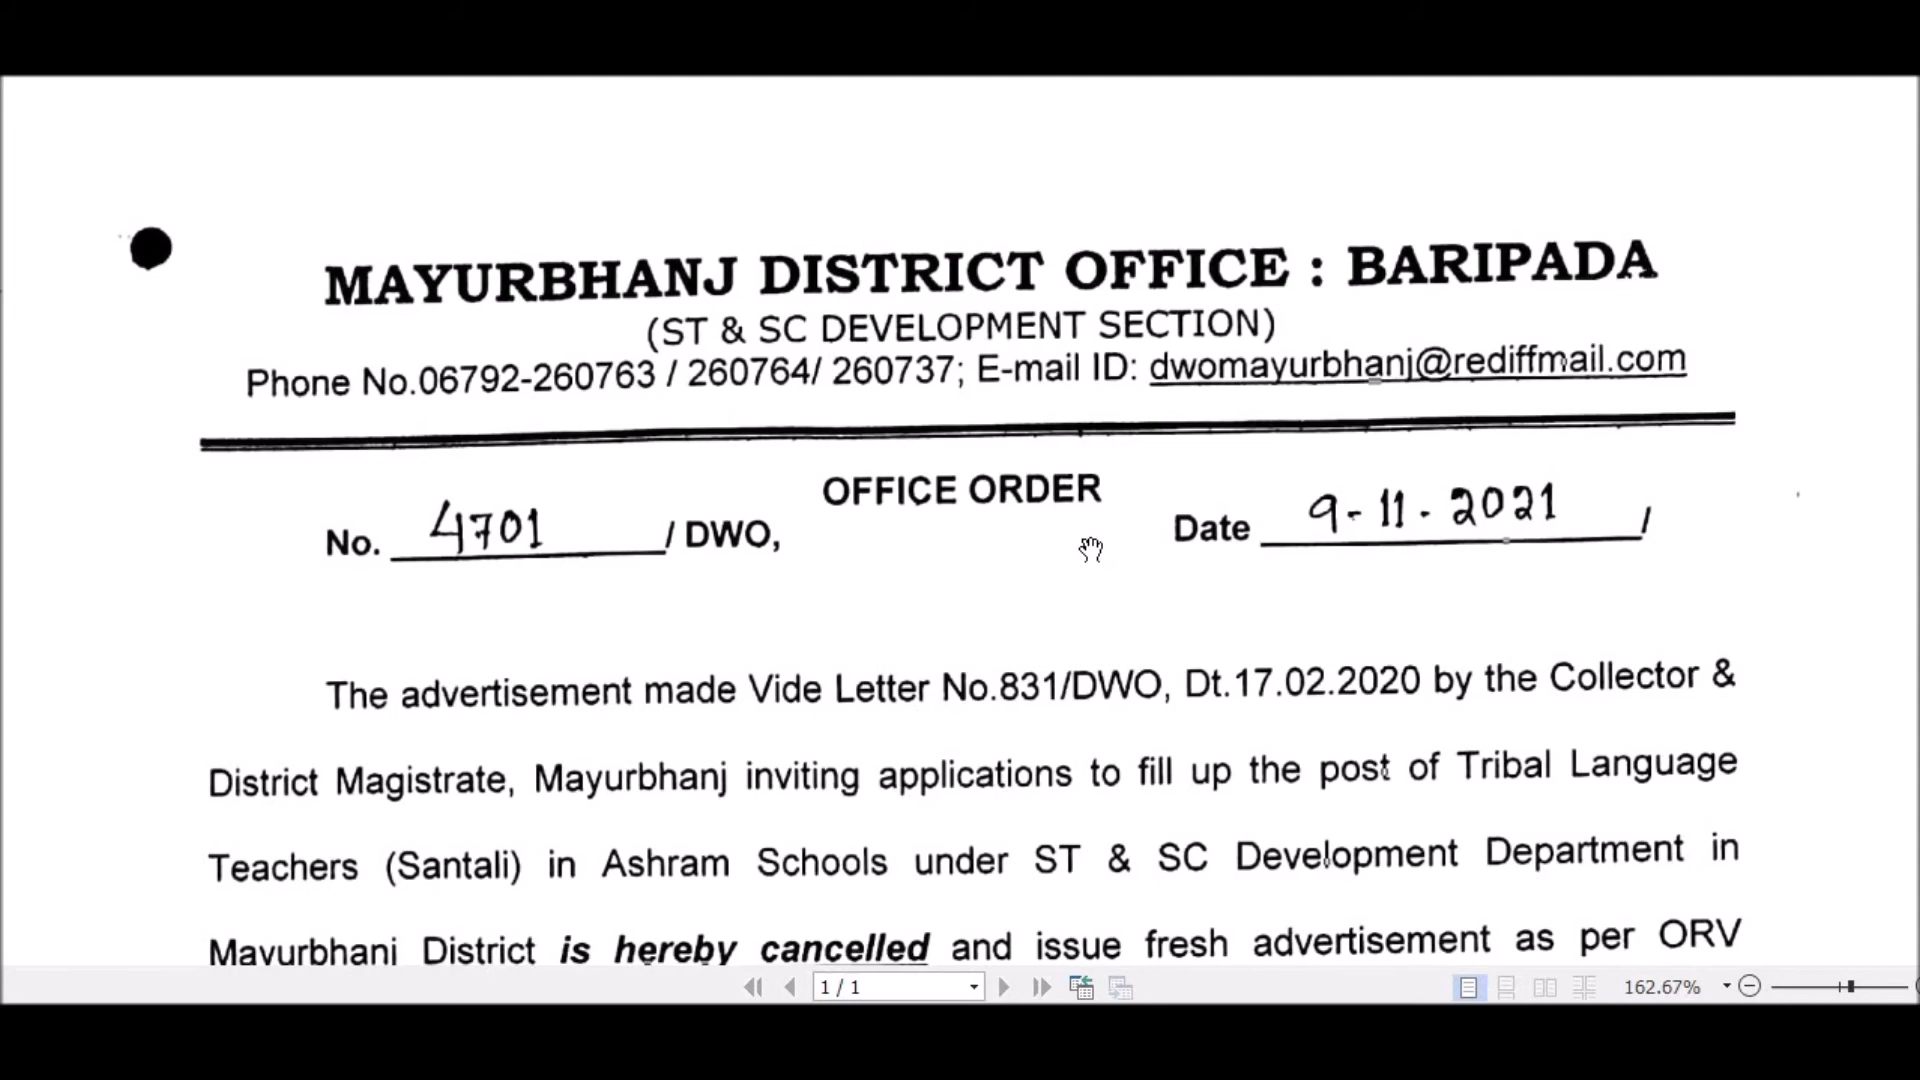 MAYURBHANJ DISTRICT OFFICE : BARIPADA
(ST & SC DEVELOPMENT SECTION)
Phone No.06792-260763 / 260764/ 260737; E-mail ID: dwomayurbhanj@rediffmail.com
OFFICE ORDER
No. 4701 / DWO, Date 9-11-2021 /
The advertisement made Vide Letter No.831/DWO, Dt.17.02.2020 by the Collector &
District Magistrate, Mayurbhanj inviting applications to fill up the post of Tribal Language
Teachers (Santali) in Ashram Schools under ST & SC Development Department in
Mayurbhanj District is hereby cancelled and issue fresh advertisement as per ORV
1 / 1 162.67%